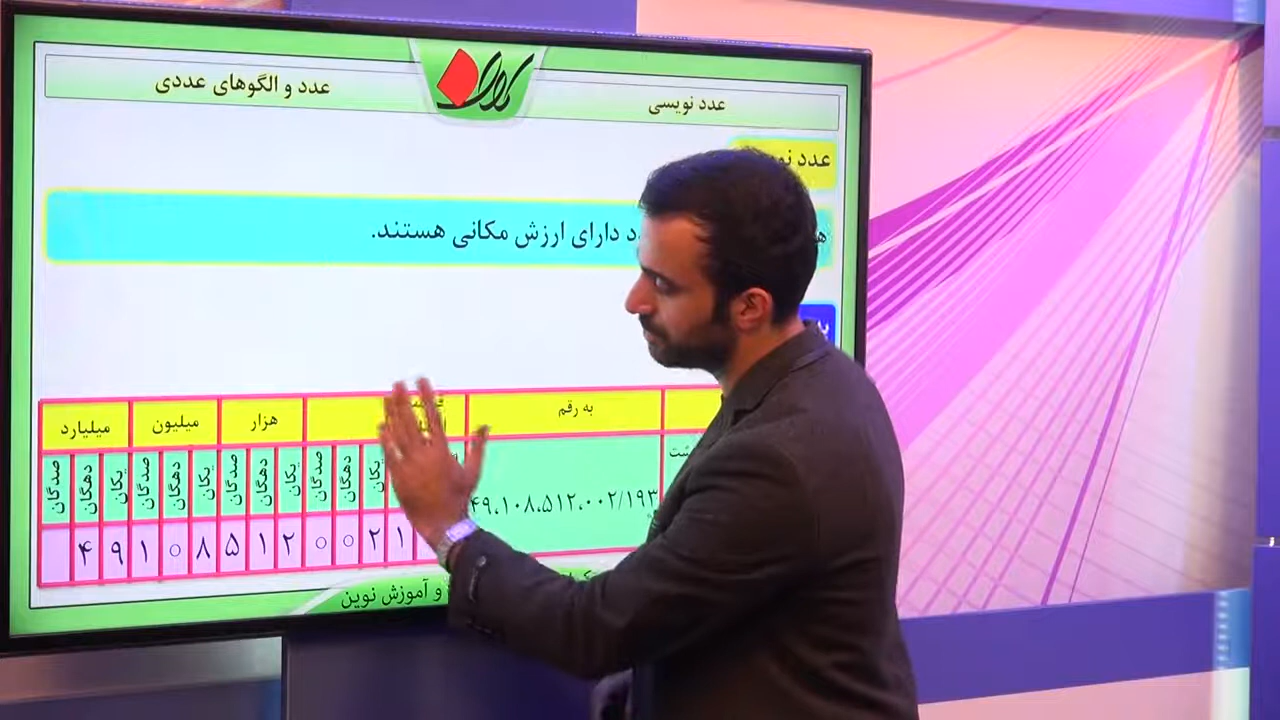 عدد نویسی
عدد و الگوهای عددی
عدد
دارای ارزش مکانی هستند.
به رقم
هزار
میلیون
میلیارد
یکان
صدگان
دهگان
یکان
صدگان
دهگان
یکان
صدگان
دهگان
یکان
دهگان
صدگان
۴۹،۱۰۸،۵۱۲،۰۰۲/۱۹۳
۴ ۹ ۱ ۰ ۸ ۵ ۱ ۲ ۰ ۰ ۲ ۱
و آموزش نوین